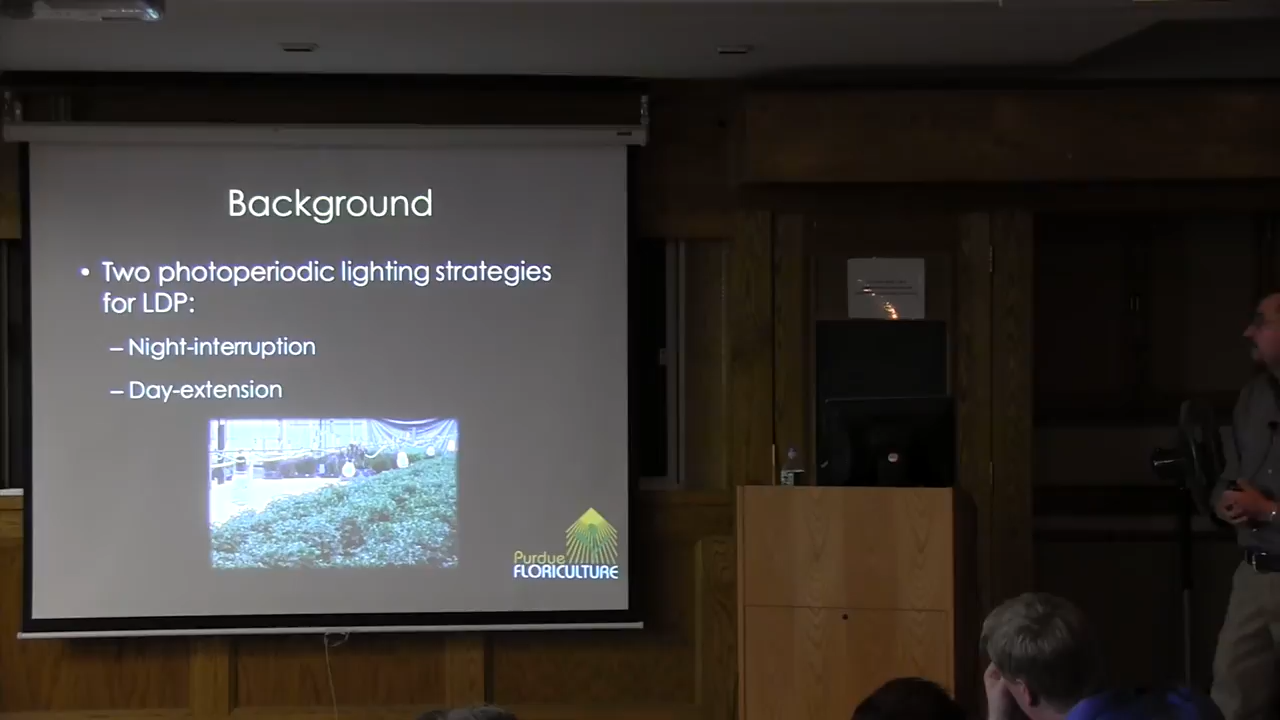 Background
• Two photoperiodic lighting strategies
for LDP:
– Night-interruption
– Day-extension
Purdue
FLORICULTURE